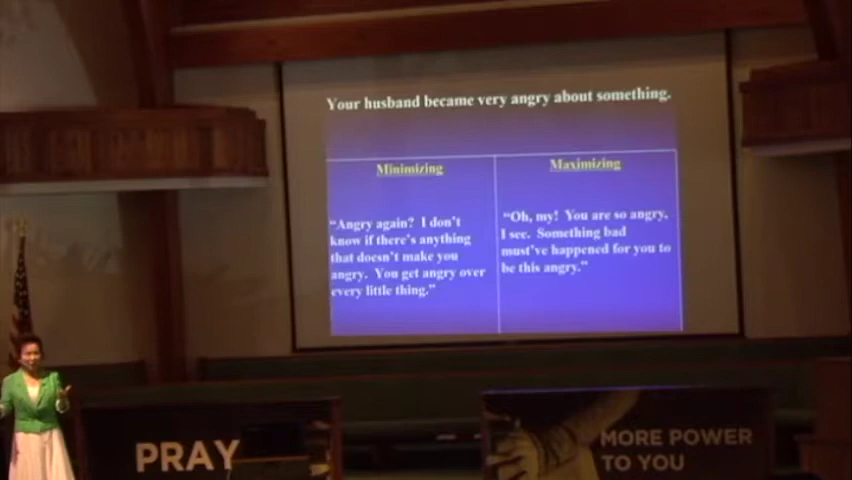 Your husband became very angry about something.
Minimizing
"Angry again? I don't
know if there's anything
that doesn't make you
angry. You get angry over
every little thing."
Maximizing
"Oh, my! You are so angry,
I see. Something bad
must've happened for you to
be this angry."
PRAY
MORE POWER
TO YOU